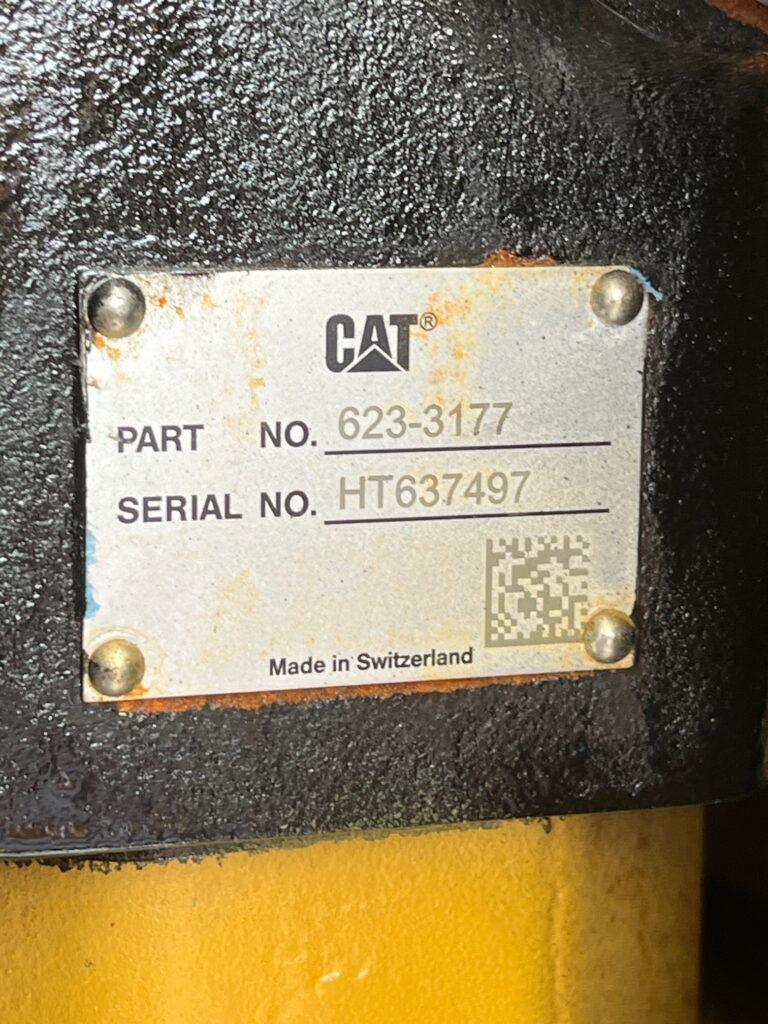 CAT®
PART NO. 623-3177
SERIAL NO. HT637497
Made in Switzerland